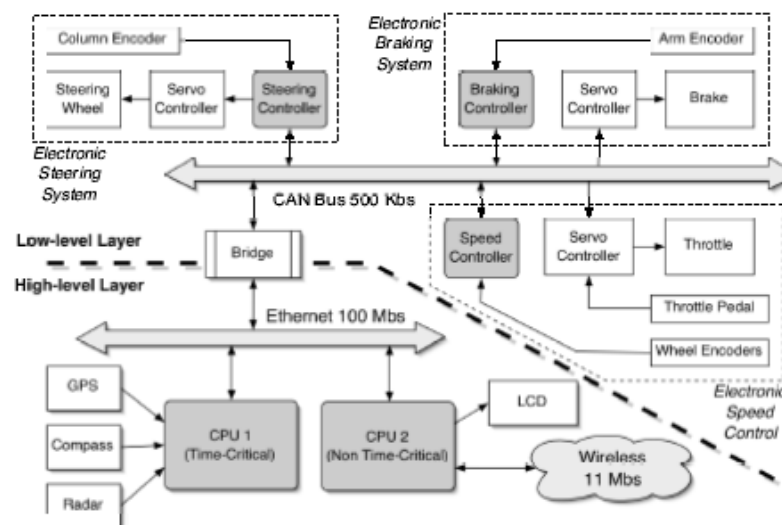 Column Encoder
Steering
Wheel
Servo
Controller
Steering
Controller
Electronic
Steering
System
Electronic
Braking
System
Arm Encoder
Braking
Controller
Servo
Controller
Brake
CAN Bus 500 Kbs
Low-level Layer
High-level Layer
Bridge
Speed
Controller
Servo
Controller
Throttle
Throttle Pedal
Wheel Encoders
Electronic
Speed
Control
Ethernet 100 Mbs
GPS
Compass
Radar
CPU 1
(Time-Critical)
CPU 2
(Non Time-Critical)
LCD
Wireless
11 Mbs